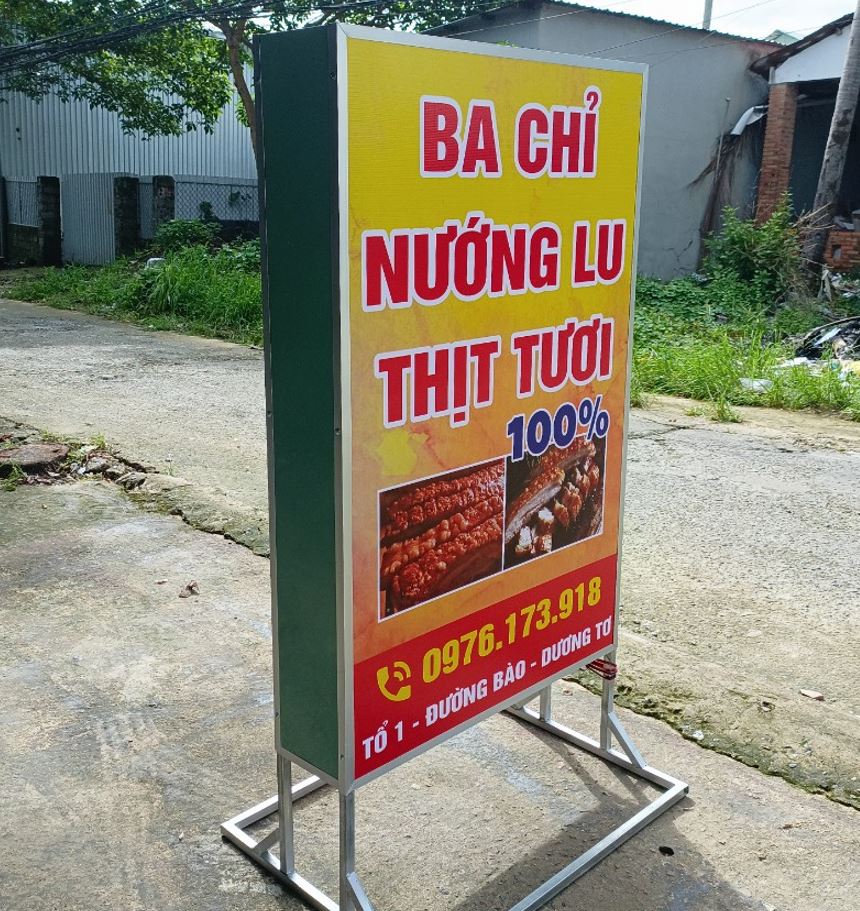 BA CHỈ
NƯỚNG LU
THỊT TƯƠI
100%
0976.173.918
TỔ 1 - ĐƯỜNG BÀO - DƯƠNG TƠ